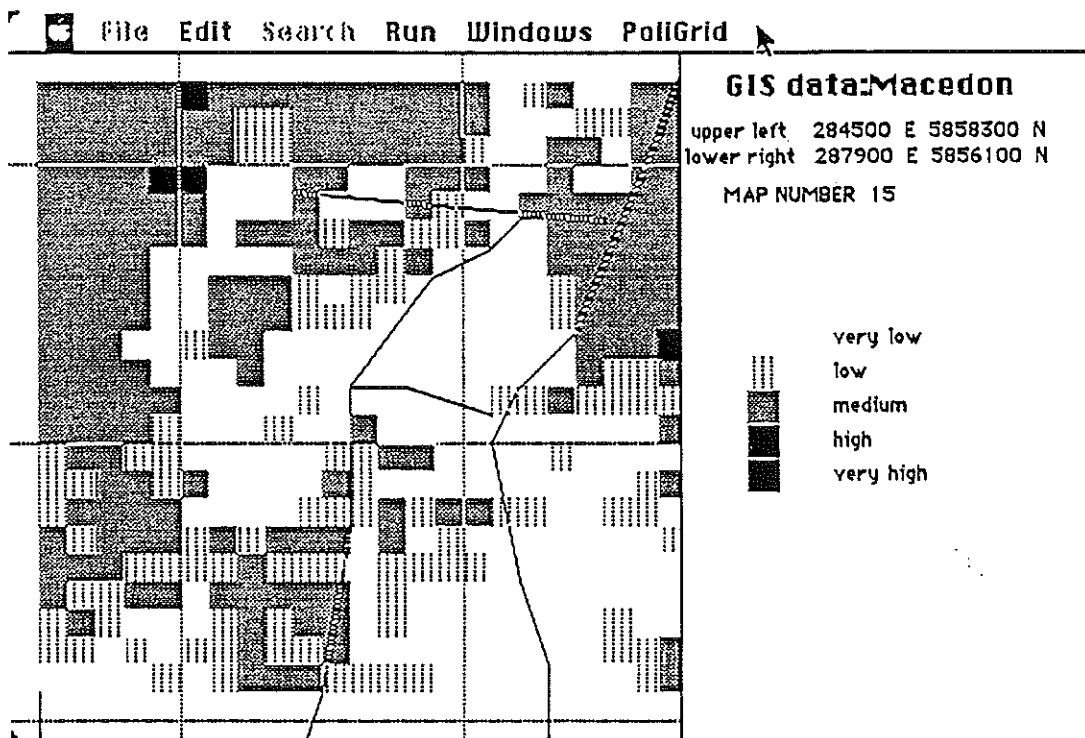 File Edit Search Run Windows PoliGrid
GIS data:Macedon
upper left 284500 E 5858300 N
lower right 287900 E 5856100 N
MAP NUMBER 15
very low
low
medium
high
very high